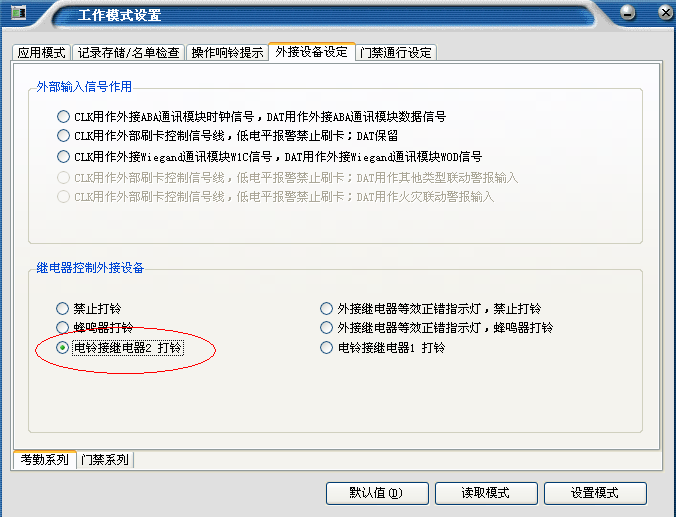 工作模式设置
应用模式 记录存储/名单检查 操作响铃提示 外接设备设定 门禁通行设定
外部输入信号作用
CLK用作外接ABA通讯模块时钟信号，DAT用作外接ABA通讯模块数据信号
CLK用作外部刷卡控制信号线，低电平报警禁止刷卡；DAT保留
CLK用作外接Wiegand通讯模块W1C信号，DAT用作外接Wiegand通讯模块WOD信号
CLK用作外部刷卡控制信号线，低电平报警禁止刷卡；DAT用作其他类型联动警报输入
CLK用作外部刷卡控制信号线，低电平报警禁止刷卡；DAT用作火灾联动警报输入
继电器控制外接设备
禁止打铃 外接继电器等效正错指示灯，禁止打铃
蜂鸣器打铃 外接继电器等效正错指示灯，蜂鸣器打铃
电铃接继电器2 打铃 电铃接继电器1 打铃
考勤系列 门禁系列
默认值(D) 读取模式 设置模式